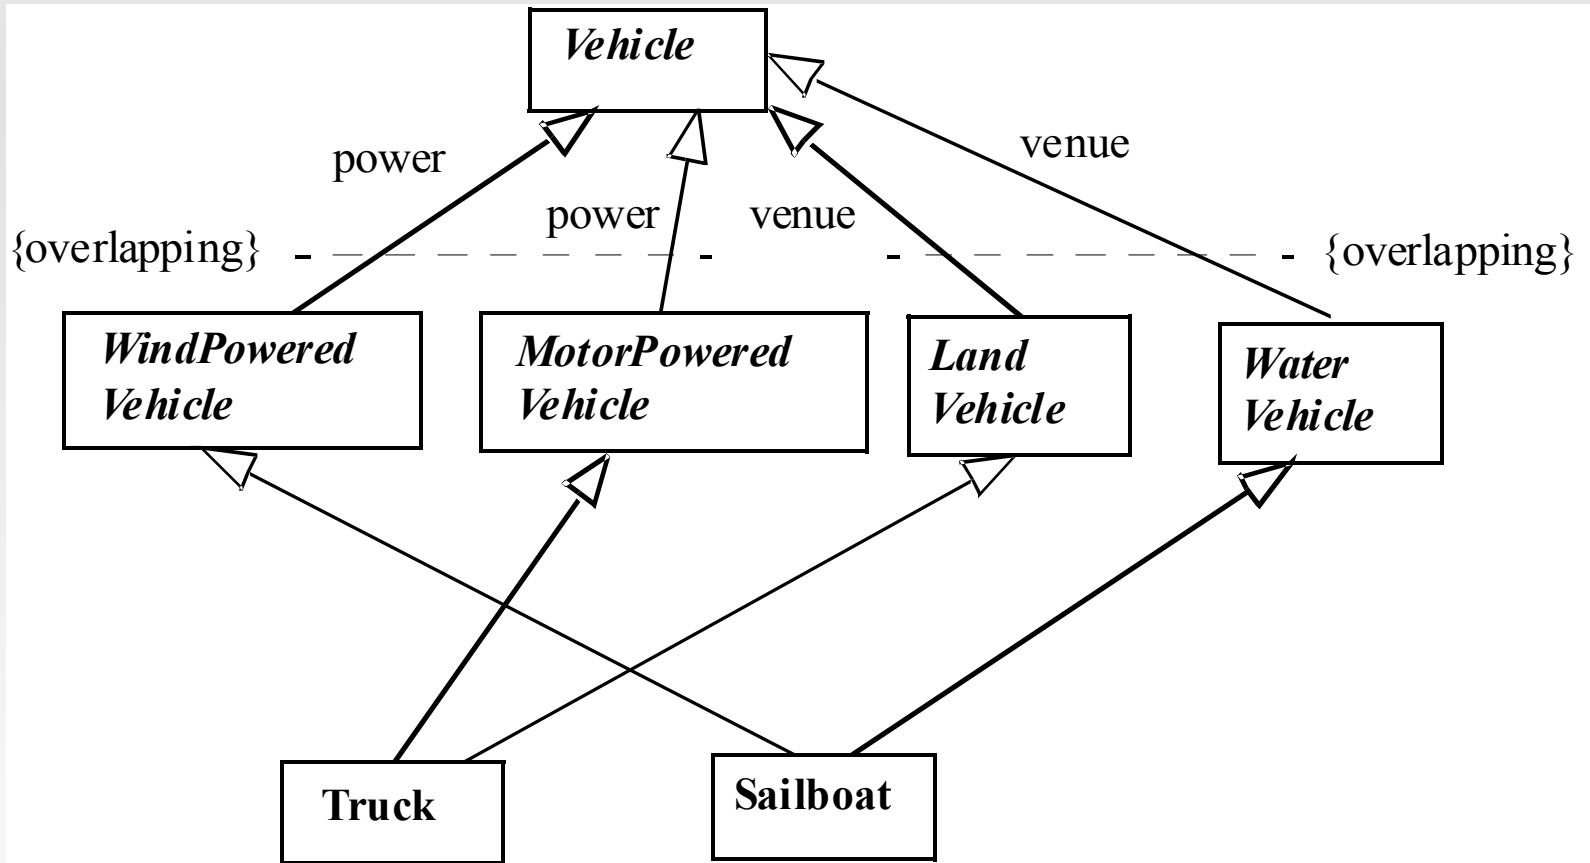 Vehicle
power
venue
power
venue
{overlapping}
{overlapping}
WindPowered
Vehicle
MotorPowered
Vehicle
Land
Vehicle
Water
Vehicle
Truck
Sailboat